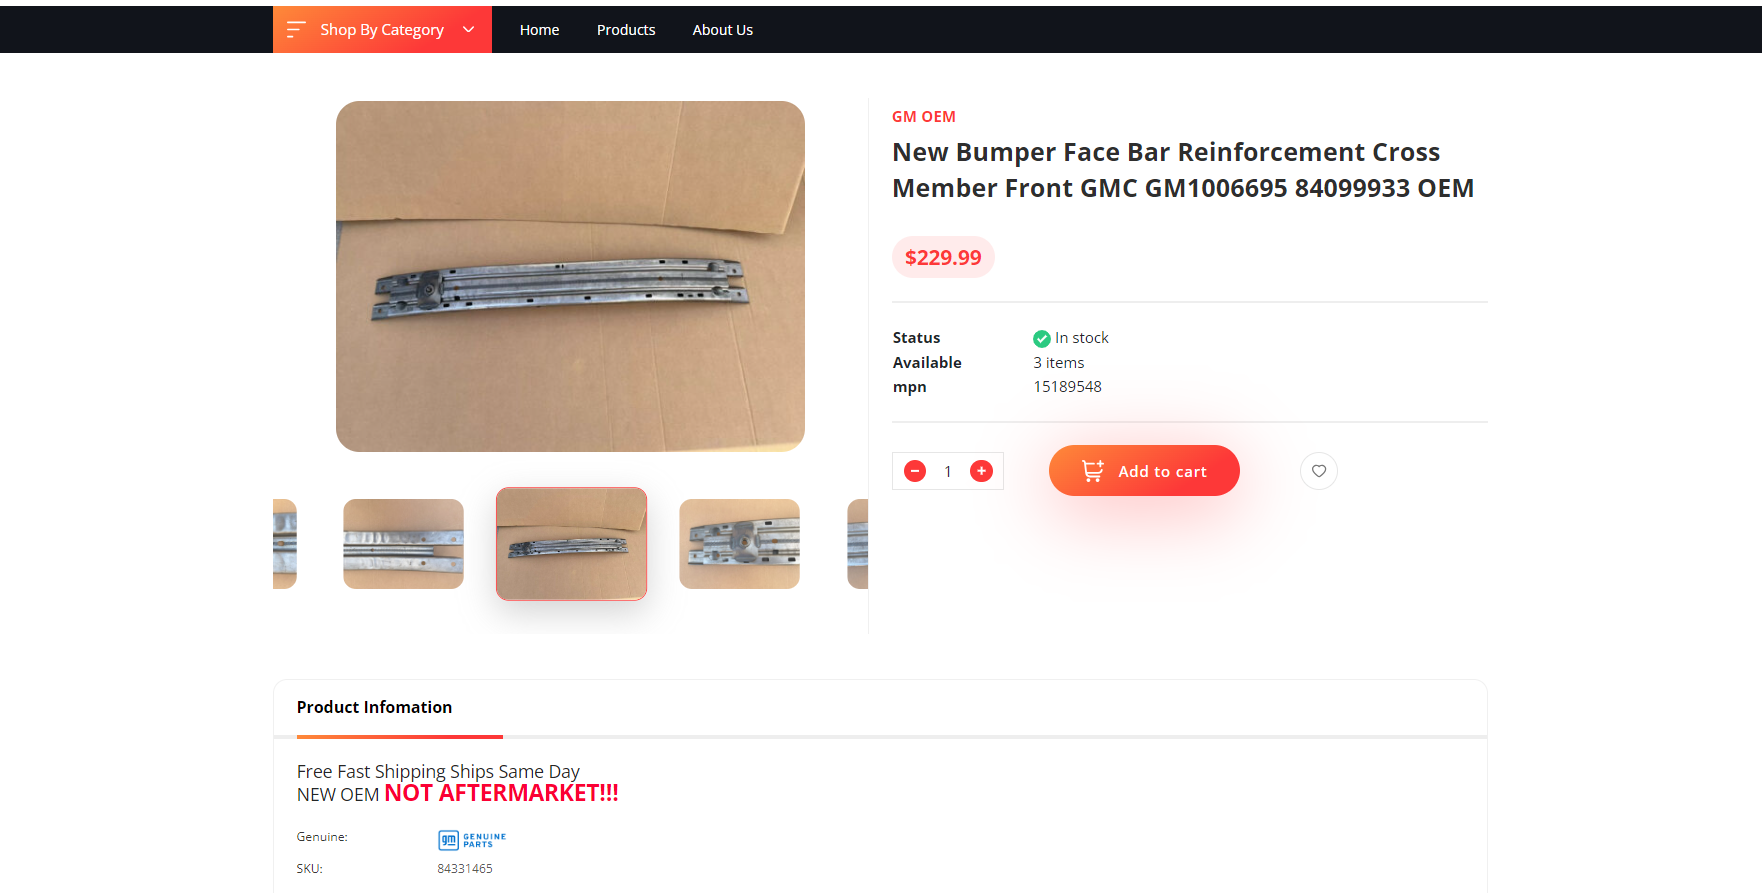 Shop By Category
Home
Products
About Us
GM OEM
New Bumper Face Bar Reinforcement Cross
Member Front GMC GM1006695 84099933 OEM
$229.99
Status In stock
Available 3 items
mpn 15189548
1
Add to cart
Product Infomation
Free Fast Shipping Ships Same Day
NEW OEM NOT AFTERMARKET!!!
Genuine: gm GENUINE PARTS
SKU: 84331465